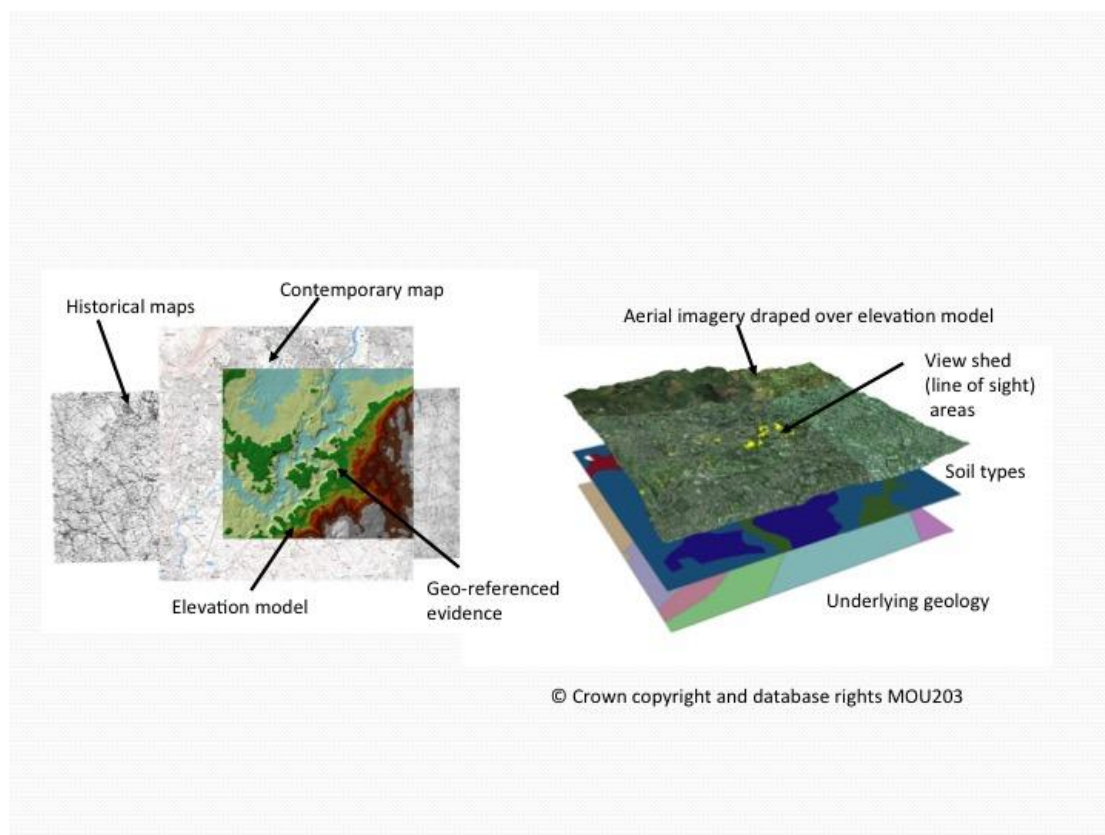 Historical maps
Contemporary map
Elevation model
Geo-referenced
evidence
Aerial imagery draped over elevation model
View shed
(line of sight)
areas
Soil types
Underlying geology
© Crown copyright and database rights MOU203